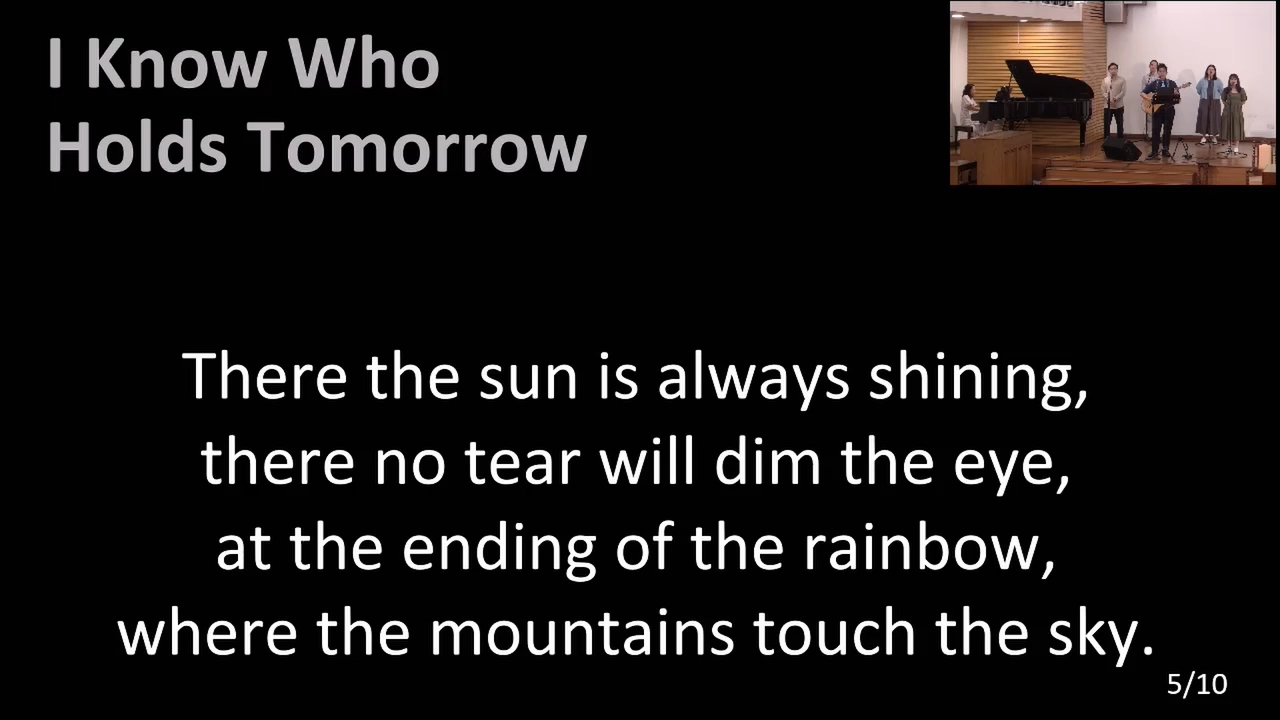 I Know Who
Holds Tomorrow
There the sun is always shining,
there no tear will dim the eye,
at the ending of the rainbow,
where the mountains touch the sky.
5/10